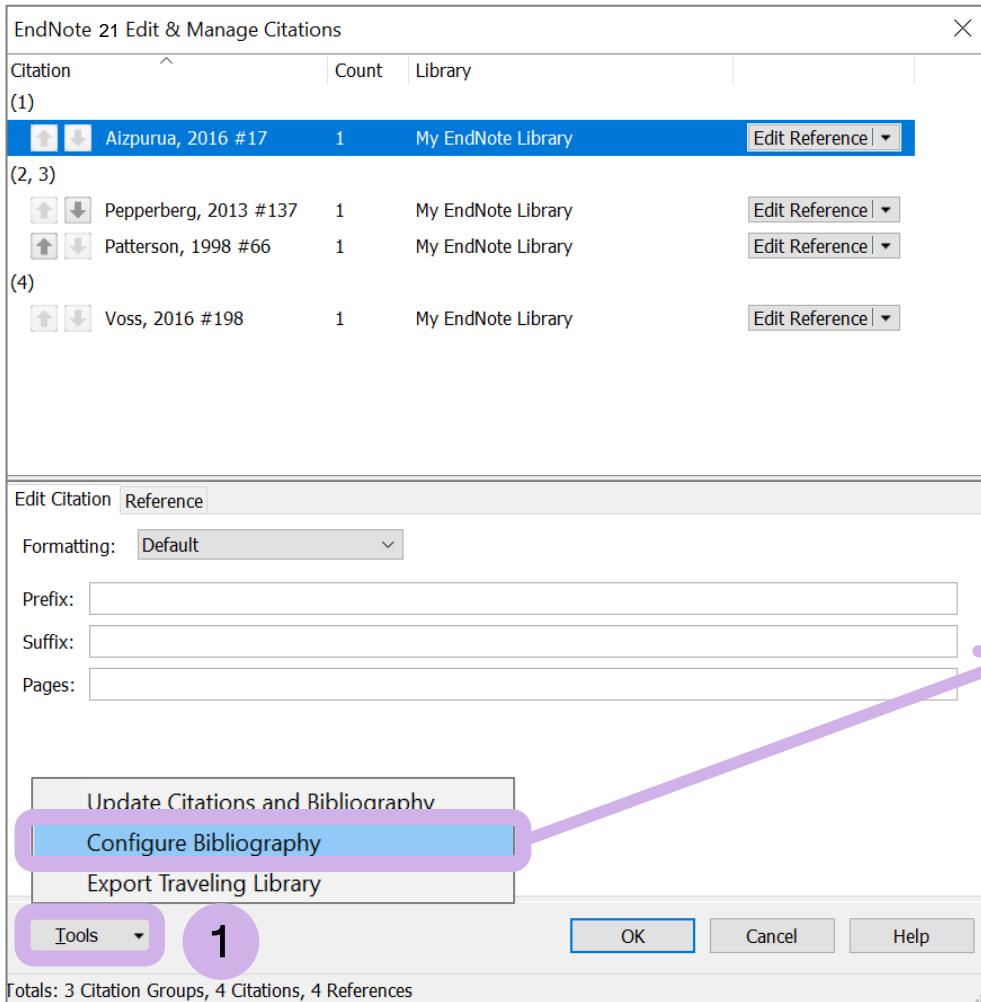 EndNote 21 Edit & Manage Citations
Citation Count Library
(1)
Aizpurua, 2016 #17 1 My EndNote Library Edit Reference
(2, 3)
Pepperberg, 2013 #137 1 My EndNote Library Edit Reference
Patterson, 1998 #66 1 My EndNote Library Edit Reference
(4)
Voss, 2016 #198 1 My EndNote Library Edit Reference
Edit Citation Reference
Formatting: Default
Prefix:
Suffix:
Pages:
Update Citations and Bibliography
Configure Bibliography
Export Traveling Library
Tools 1 OK Cancel Help
Totals: 3 Citation Groups, 4 Citations, 4 References